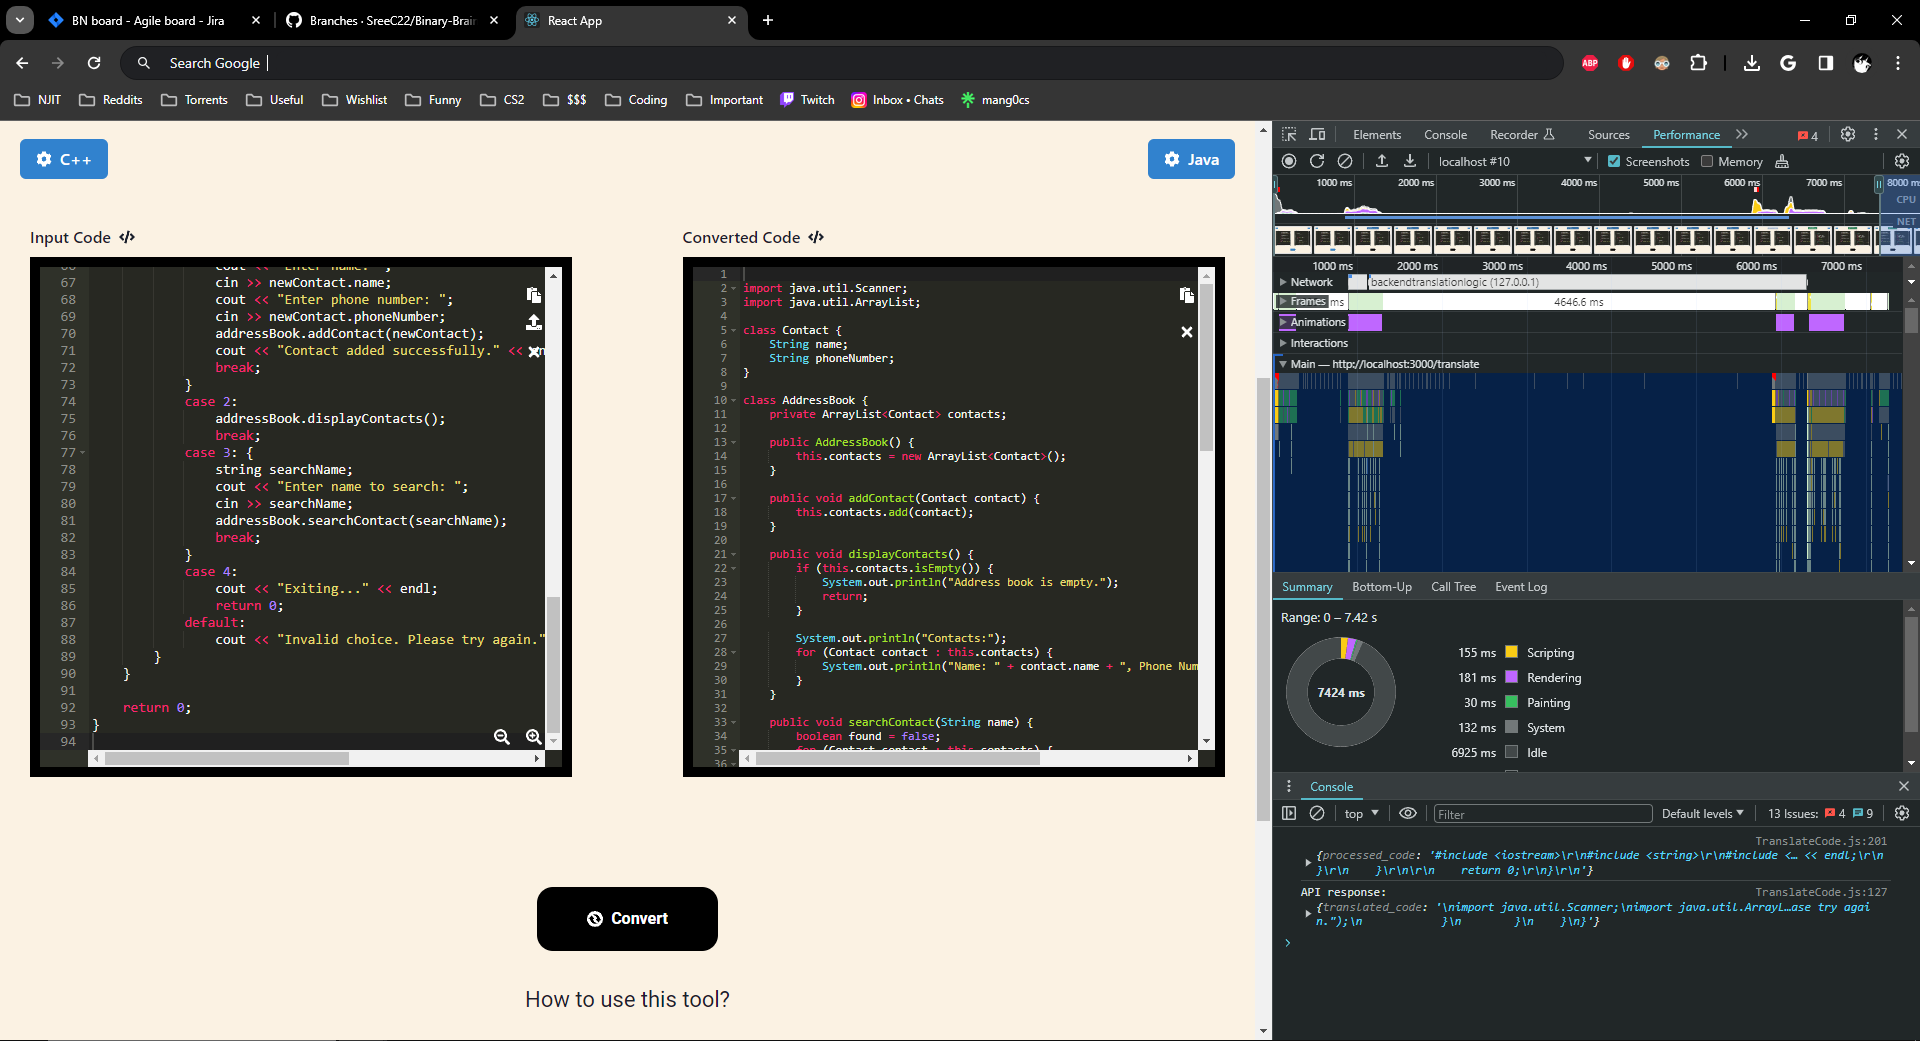 BN board - Agile board - Jira
Branches · SreeC22/Binary-Brain
React App
Search Google
ABP
NJIT
Reddits
Torrents
Useful
Wishlist
Funny
CS2
$$$
Coding
Important
Twitch
Inbox • Chats
mang0cs
C++
Java
Input Code </>
Converted Code </>
66 cout << "Enter name: ";
67 cin >> newContact.name;
68 cout << "Enter phone number: ";
69 cin >> newContact.phoneNumber;
70 addressBook.addContact(newContact);
71 cout << "Contact added successfully." <<
72 break;
73 }
74 case 2:
75 addressBook.displayContacts();
76 break;
77 case 3: {
78 string searchName;
79 cout << "Enter name to search: ";
80 cin >> searchName;
81 addressBook.searchContact(searchName);
82 break;
83 }
84 case 4:
85 cout << "Exiting..." << endl;
86 return 0;
87 default:
88 cout << "Invalid choice. Please try again."
89 }
90 }
91
92 return 0;
93 }
94
1
2 import java.util.Scanner;
3 import java.util.ArrayList;
4
5 class Contact {
6 String name;
7 String phoneNumber;
8 }
9
10 class AddressBook {
11 private ArrayList<Contact> contacts;
12
13 public AddressBook() {
14 this.contacts = new ArrayList<Contact>();
15 }
16
17 public void addContact(Contact contact) {
18 this.contacts.add(contact);
19 }
20
21 public void displayContacts() {
22 if (this.contacts.isEmpty()) {
23 System.out.println("Address book is empty.");
24 return;
25 }
26
27 System.out.println("Contacts:");
28 for (Contact contact : this.contacts) {
29 System.out.println("Name: " + contact.name + ", Phone Num
30 }
31 }
32
33 public void searchContact(String name) {
34 boolean found = false;
35 for (Contact contact : this.contacts) {
36
Convert
How to use this tool?
Elements
Console
Recorder
Sources
Performance
4
localhost #10
Screenshots
Memory
1000 ms
2000 ms
3000 ms
4000 ms
5000 ms
6000 ms
7000 ms
8000 ms
CPU
NET
1000 ms
2000 ms
3000 ms
4000 ms
5000 ms
6000 ms
7000 ms
Network
backendtranslationlogic (127.0.0.1)
Frames
ms
4646.6 ms
Animations
Interactions
Main — http://localhost:3000/translate
Summary
Bottom-Up
Call Tree
Event Log
Range: 0 – 7.42 s
7424 ms
155 ms Scripting
181 ms Rendering
30 ms Painting
132 ms System
6925 ms Idle
Console
top
Filter
Default levels
13 Issues: 4 9
TranslateCode.js:201
{processed_code: '#include <iostream>\r\n#include <string>\r\n#include <… << endl;\r\n
}\r\n }\r\n\r\n return 0;\r\n}\r\n'}
API response:
TranslateCode.js:127
{translated_code: '\nimport java.util.Scanner;\nimport java.util.ArrayL…ase try agai
n.");\n }\n }\n }\n}'}